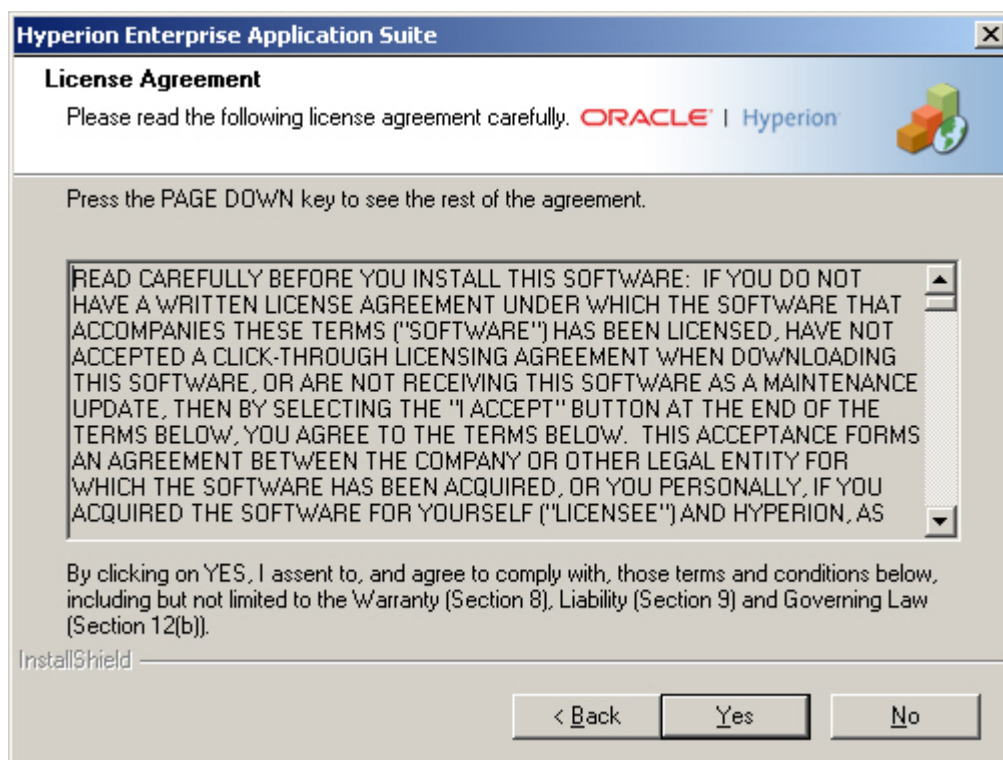 Hyperion Enterprise Application Suite
License Agreement
Please read the following license agreement carefully. ORACLE | Hyperion
Press the PAGE DOWN key to see the rest of the agreement.
READ CAREFULLY BEFORE YOU INSTALL THIS SOFTWARE:  IF YOU DO NOT
HAVE A WRITTEN LICENSE AGREEMENT UNDER WHICH THE SOFTWARE THAT
ACCOMPANIES THESE TERMS ("SOFTWARE") HAS BEEN LICENSED, HAVE NOT
ACCEPTED A CLICK-THROUGH LICENSING AGREEMENT WHEN DOWNLOADING
THIS SOFTWARE, OR ARE NOT RECEIVING THIS SOFTWARE AS A MAINTENANCE
UPDATE, THEN BY SELECTING THE "I ACCEPT" BUTTON AT THE END OF THE
TERMS BELOW, YOU AGREE TO THE TERMS BELOW.  THIS ACCEPTANCE FORMS
AN AGREEMENT BETWEEN THE COMPANY OR OTHER LEGAL ENTITY FOR
WHICH THE SOFTWARE HAS BEEN ACQUIRED, OR YOU PERSONALLY, IF YOU
ACQUIRED THE SOFTWARE FOR YOURSELF ("LICENSEE") AND HYPERION, AS
By clicking on YES, I assent to, and agree to comply with, those terms and conditions below,
including but not limited to the Warranty (Section 8), Liability (Section 9) and Governing Law
(Section 12(b)).
InstallShield
< Back
Yes
No